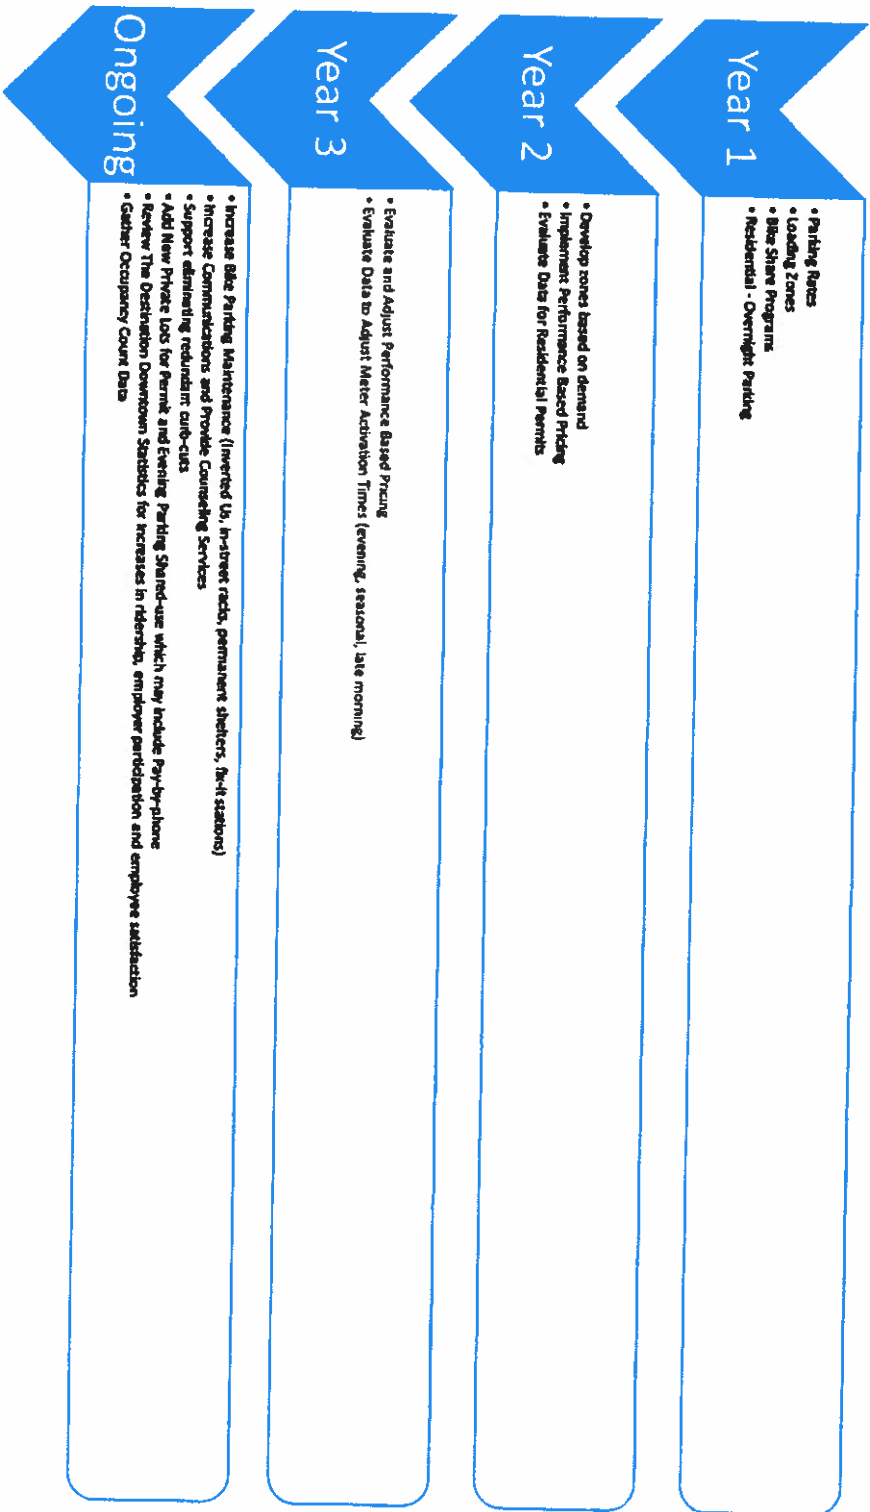 Year 1
• Parking Rates
• Loading Zones
• Bike Share Programs
• Residential - Overnight Parking
Year 2
• Develop zones based on demand
• Implement Performance Based Pricing
• Evaluate Data for Residential Permits
Year 3
• Evaluate and Adjust Performance Based Pricing
• Evaluate Data to Adjust Meter Activation Times (evening, seasonal, late morning)
Ongoing
• Increase Bike Parking Maintenance (Inverted Us, in-street racks, permanent shelters, fix-it stations)
• Increase Communications and Provide Counseling Services
• Support eliminating redundant curb-cuts
• Add New Private Lots for Permit and Evening Parking Shared-use which may include Pay-by-phone
• Review The Destination Downtown Statistics for increases in ridership, employer participation and employee satisfaction
• Gather Occupancy Count Data